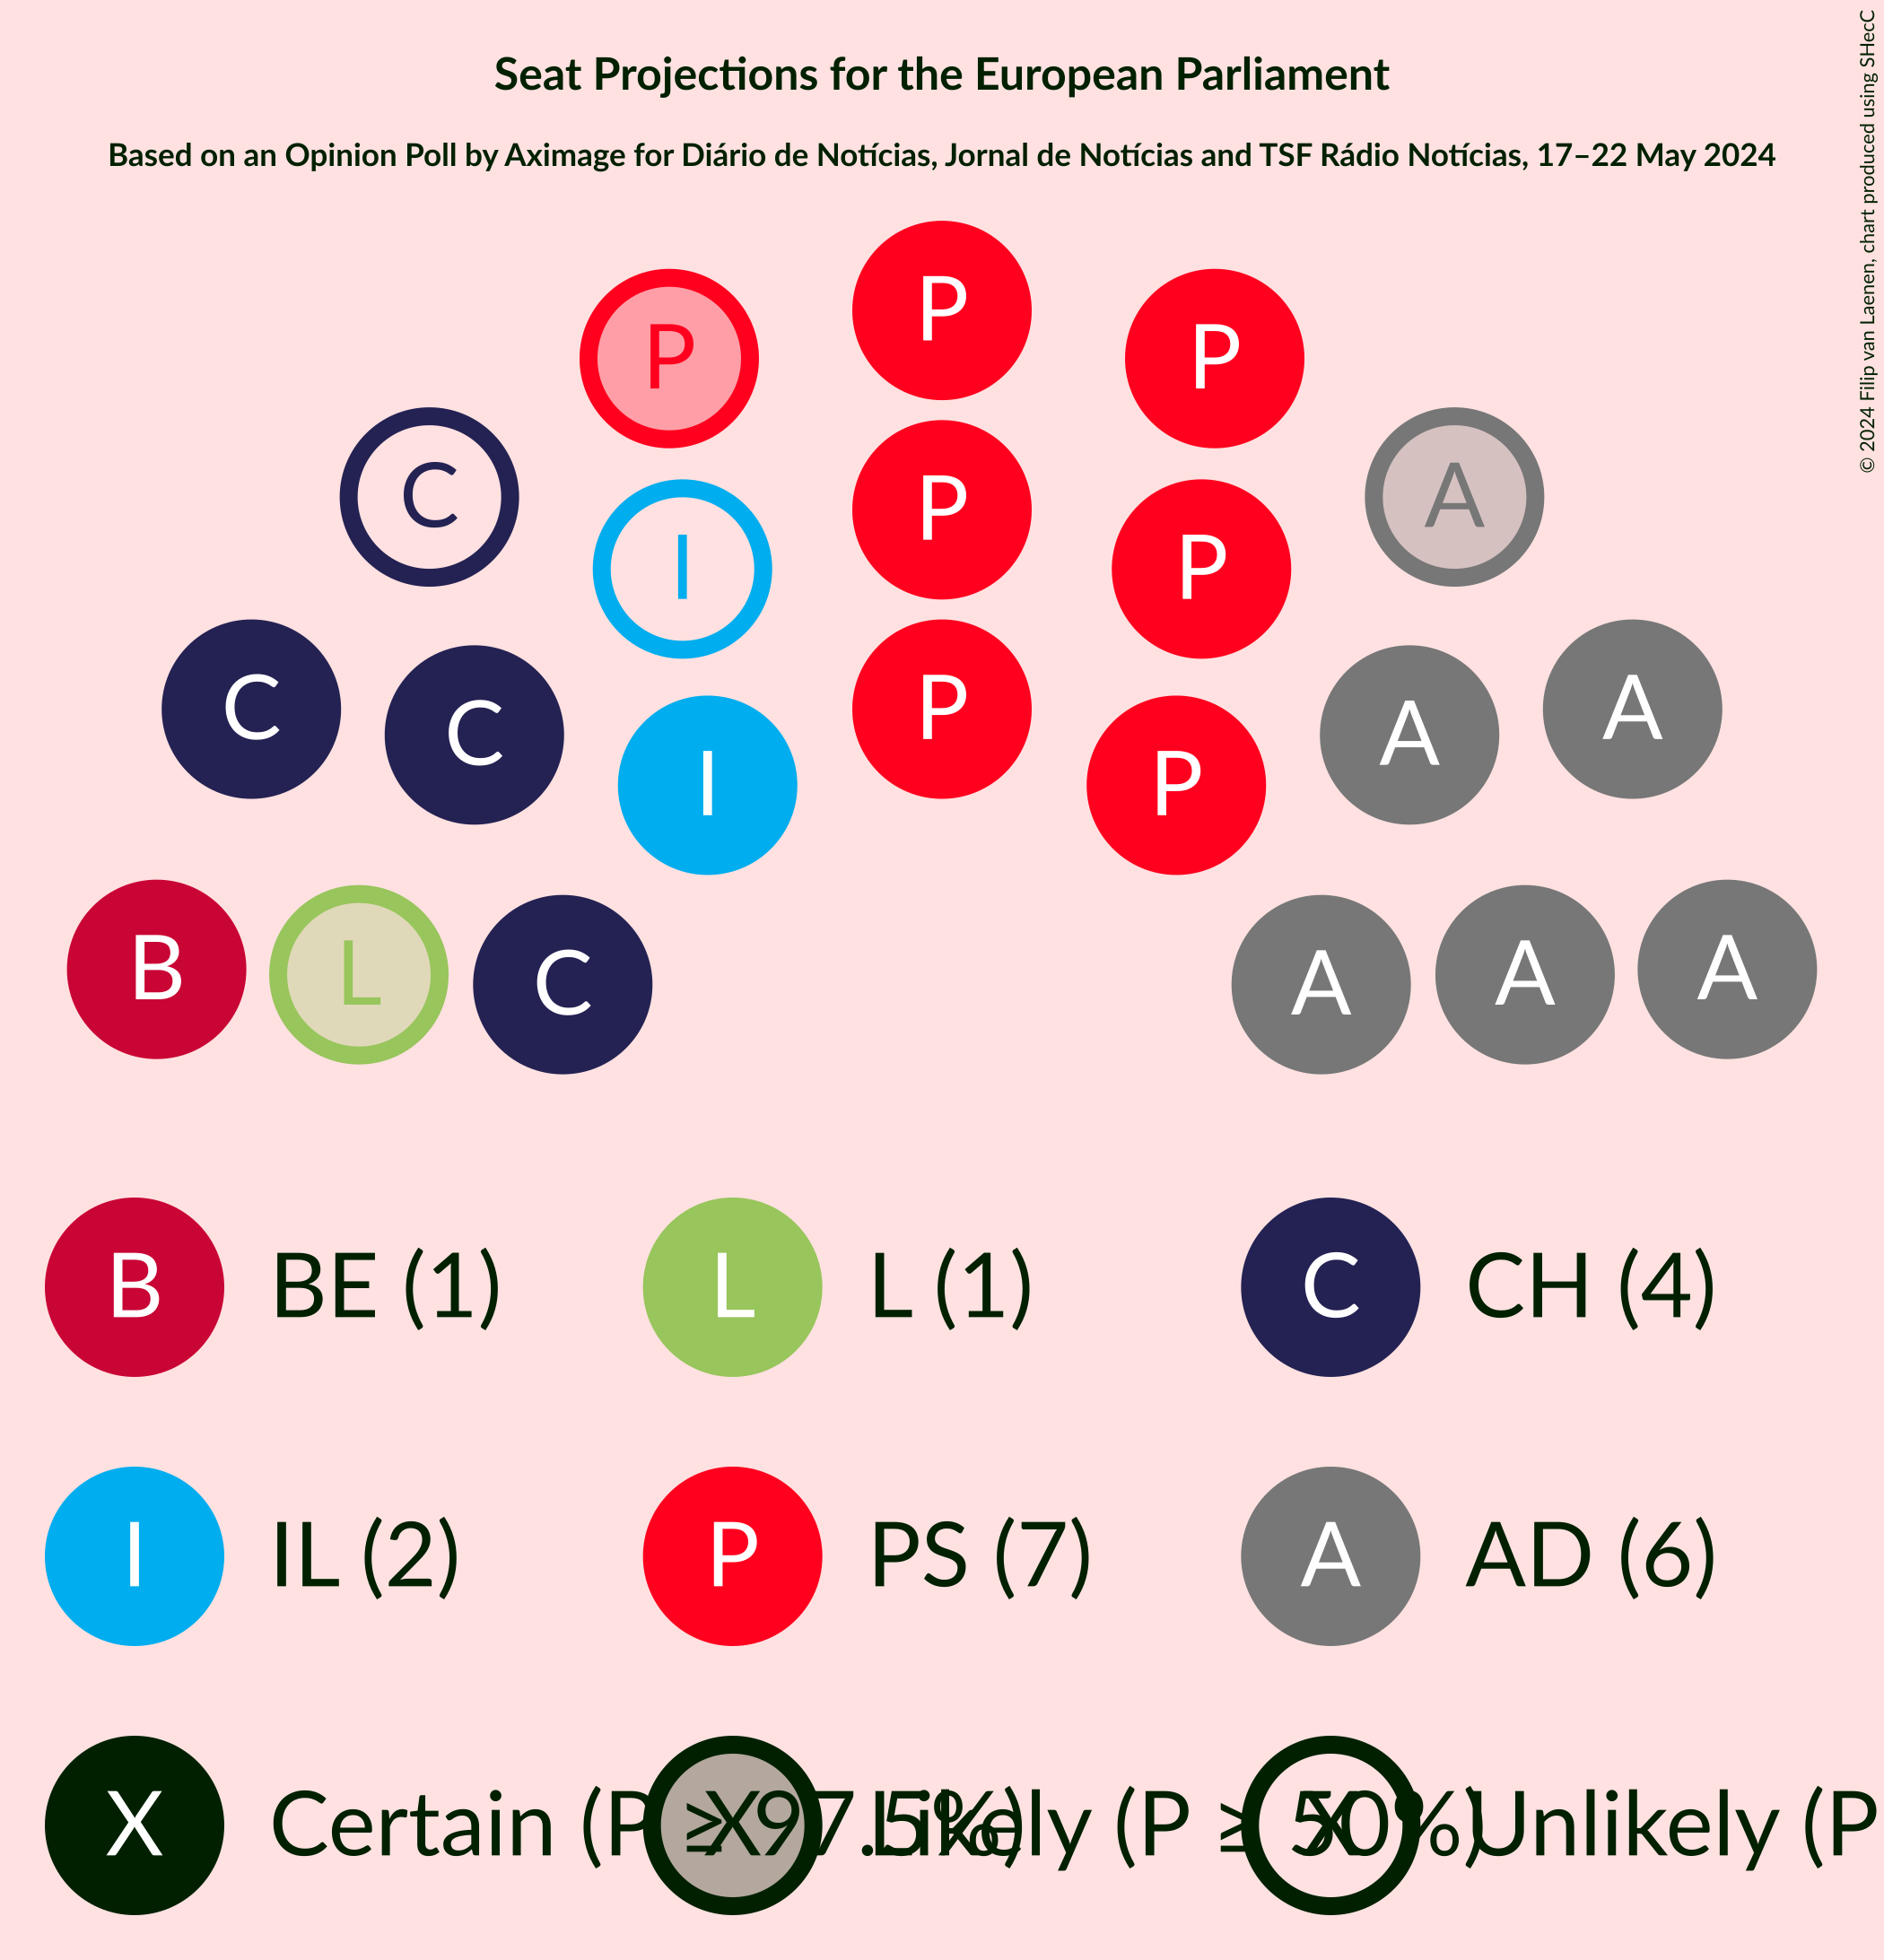 Seat Projections for the European Parliament
Based on an Opinion Poll by Aximage for Diário de Notícias, Jornal de Notícias and TSF Rádio Notícias, 17–22 May 2024
© 2024 Filip van Laenen, chart produced using SHecC
P
P P
C P A
I P
C C A A
I P P
B L C A A A
B BE (1) L L (1) C CH (4)
I IL (2) P PS (7) A AD (6)
X Certain (P ≥ 97.5%) X Likely (P ≥ 50%) X Unlikely (P